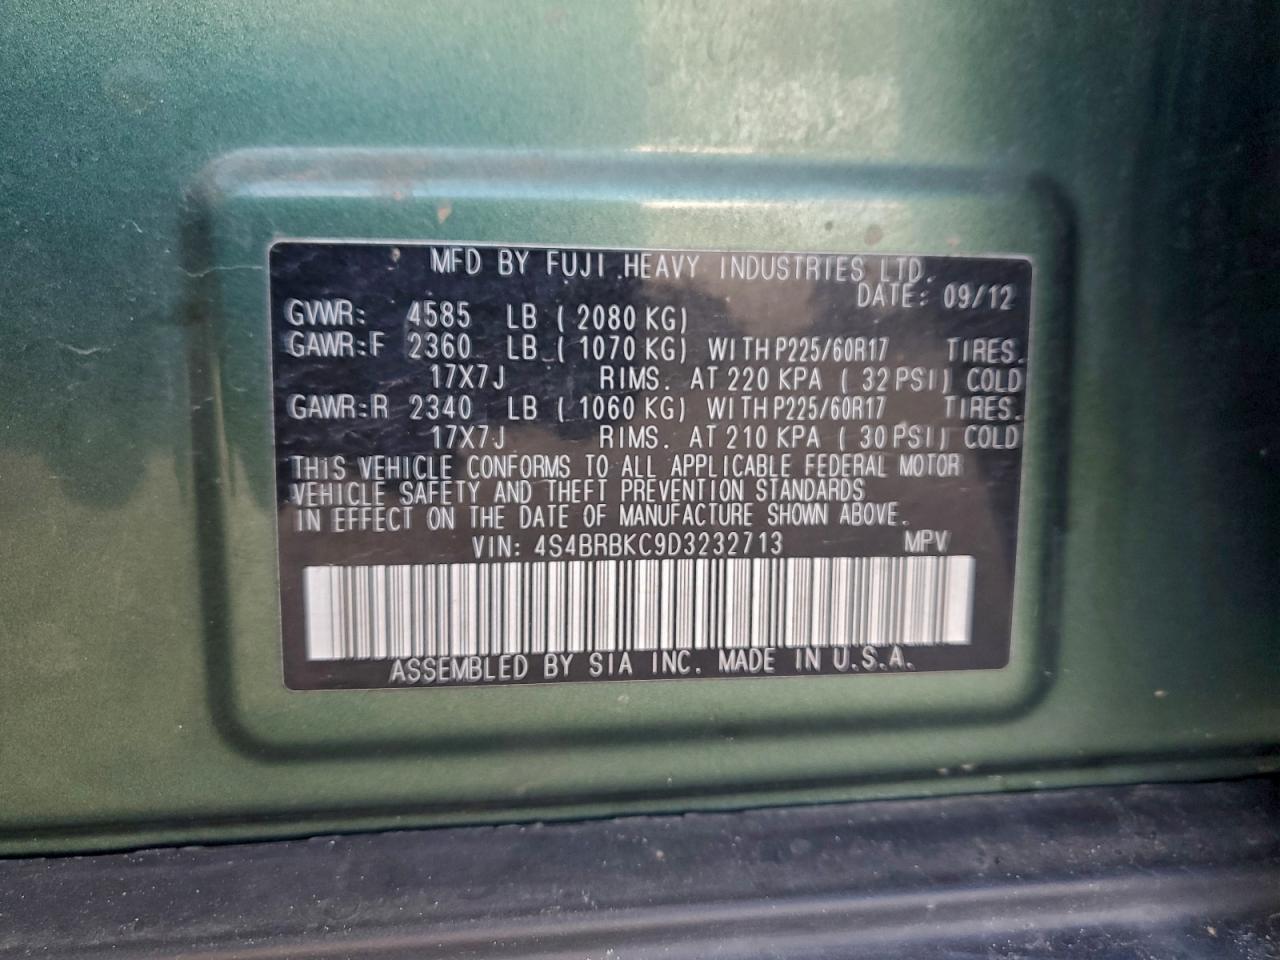 MFD BY FUJI HEAVY INDUSTRIES LTD.
DATE: 09/12
GVWR: 4585 LB (2080 KG)
GAWR:F 2360 LB (1070 KG) WITH P225/60R17 TIRES.
17X7J RIMS. AT 220 KPA (32 PSI) COLD
GAWR:R 2340 LB (1060 KG) WITH P225/60R17 TIRES.
17X7J RIMS. AT 210 KPA (30 PSI) COLD
THIS VEHICLE CONFORMS TO ALL APPLICABLE FEDERAL MOTOR
VEHICLE SAFETY AND THEFT PREVENTION STANDARDS
IN EFFECT ON THE DATE OF MANUFACTURE SHOWN ABOVE.
VIN: 4S4BRBKC9D3232713 MPV
ASSEMBLED BY SIA INC. MADE IN U.S.A.